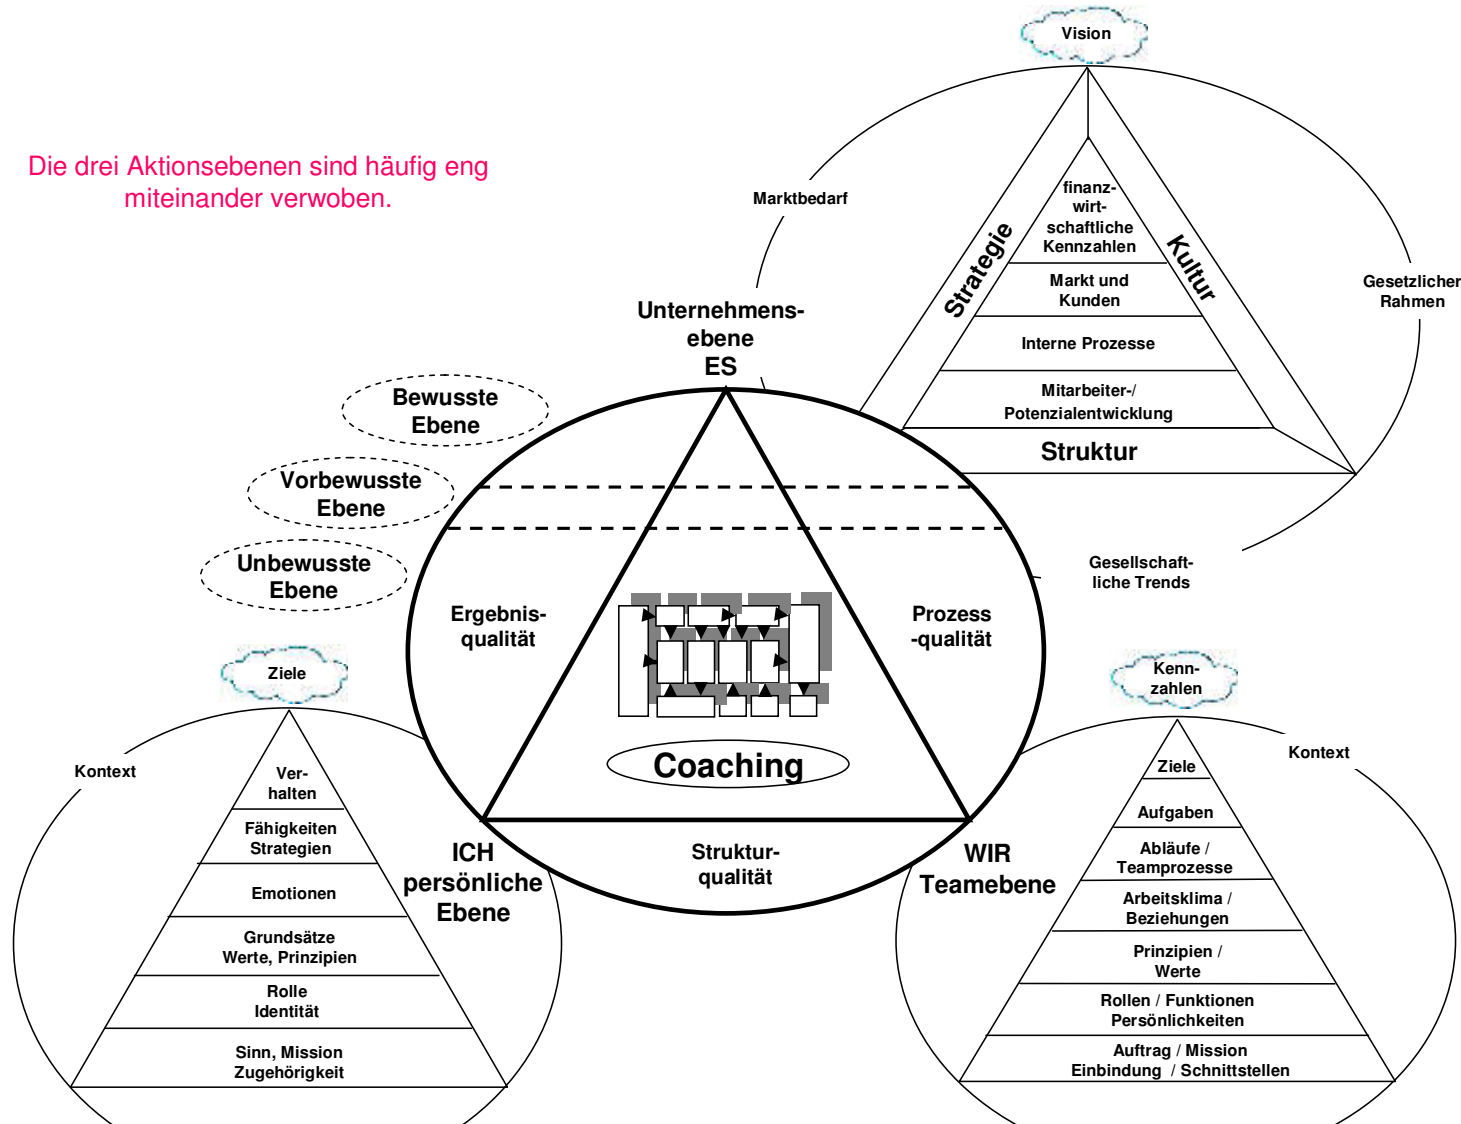 Vision
Die drei Aktionsebenen sind häufig eng
miteinander verwoben.
Marktbedarf
finanz-
wirt-
schaftliche
Kennzahlen
Strategie
Kultur
Markt und
Kunden
Gesetzlicher
Rahmen
Interne Prozesse
Mitarbeiter-/
Potenzialentwicklung
Struktur
Gesellschaft-
liche Trends
Unternehmens-
ebene
ES
Bewusste
Ebene
Vorbewusste
Ebene
Unbewusste
Ebene
Ergebnis-
qualität
Prozess
-qualität
Coaching
Struktur-
qualität
ICH
persönliche
Ebene
WIR
Teamebene
Ziele
Kontext
Ver-
halten
Fähigkeiten
Strategien
Emotionen
Grundsätze
Werte, Prinzipien
Rolle
Identität
Sinn, Mission
Zugehörigkeit
Kenn-
zahlen
Kontext
Ziele
Aufgaben
Abläufe /
Teamprozesse
Arbeitsklima /
Beziehungen
Prinzipien /
Werte
Rollen / Funktionen
Persönlichkeiten
Auftrag / Mission
Einbindung / Schnittstellen